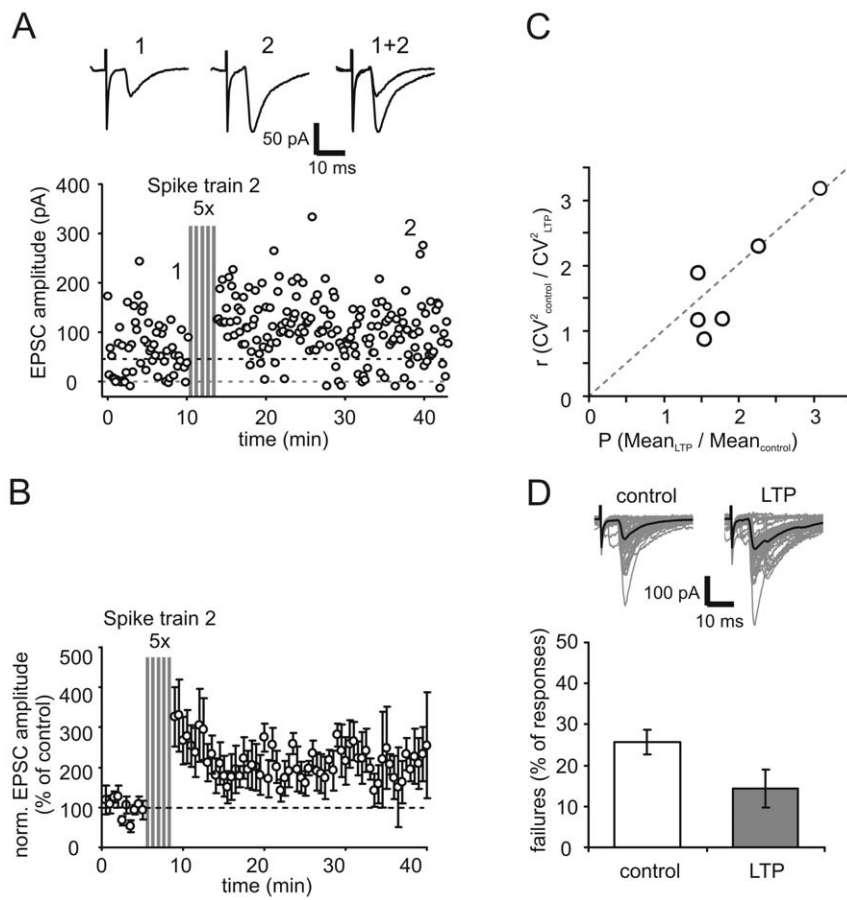 A
1
2
1+2
50 pA
10 ms
Spike train 2
5x
EPSC amplitude (pA)
400
300
200
100
0
1
2
0
10
20
30
40
time (min)
B
Spike train 2
5x
norm. EPSC amplitude
(% of control)
500
400
300
200
100
0
0
10
20
30
40
time (min)
C
r (CV²control / CV²LTP)
3
2
1
0
0
1
2
3
P (MeanLTP / Meancontrol)
D
control
LTP
100 pA
10 ms
failures (% of responses)
50
40
30
20
10
0
control
LTP